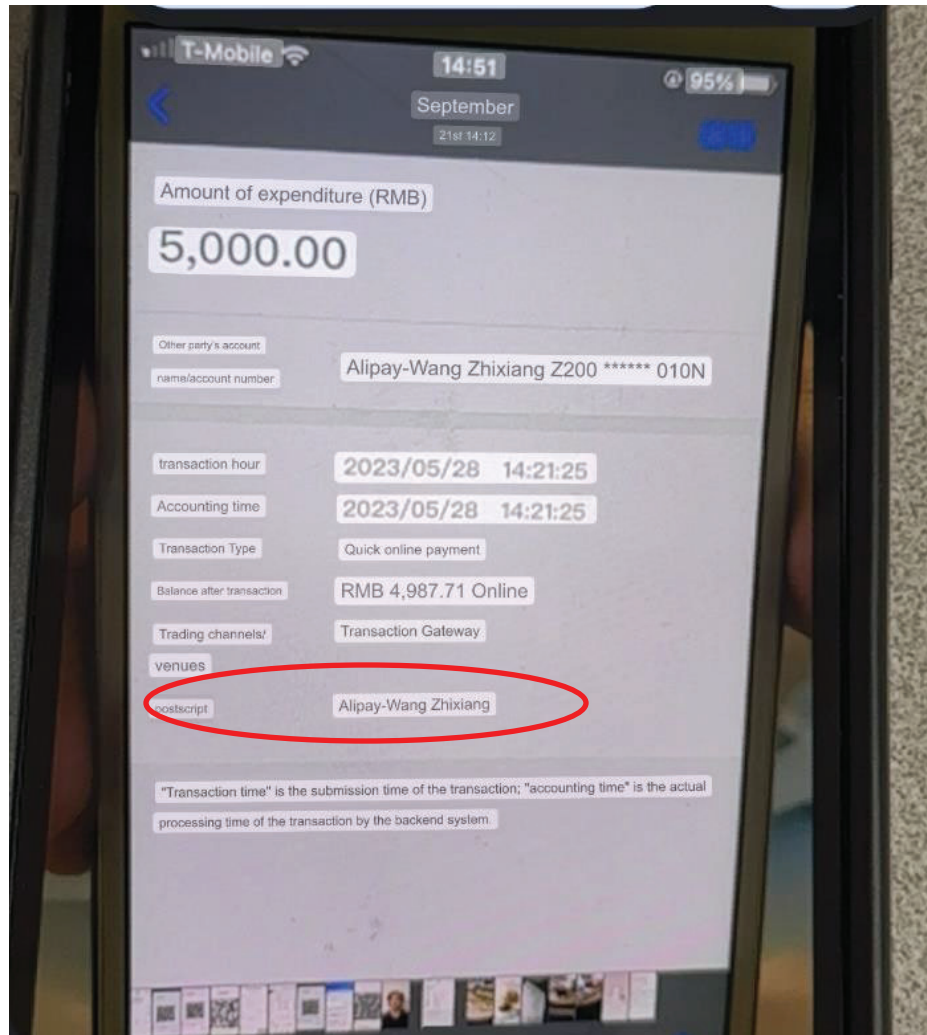 T-Mobile
14:51
95%
September
21st 14:12
Amount of expenditure (RMB)
5,000.00
Other party's account
name/account number
Alipay-Wang Zhixiang Z200 ****** 010N
transaction hour
2023/05/28 14:21:25
Accounting time
2023/05/28 14:21:25
Transaction Type
Quick online payment
Balance after transaction
RMB 4,987.71 Online
Trading channels/
venues
Transaction Gateway
postscript
Alipay-Wang Zhixiang
"Transaction time" is the submission time of the transaction; "accounting time" is the actual
processing time of the transaction by the backend system.